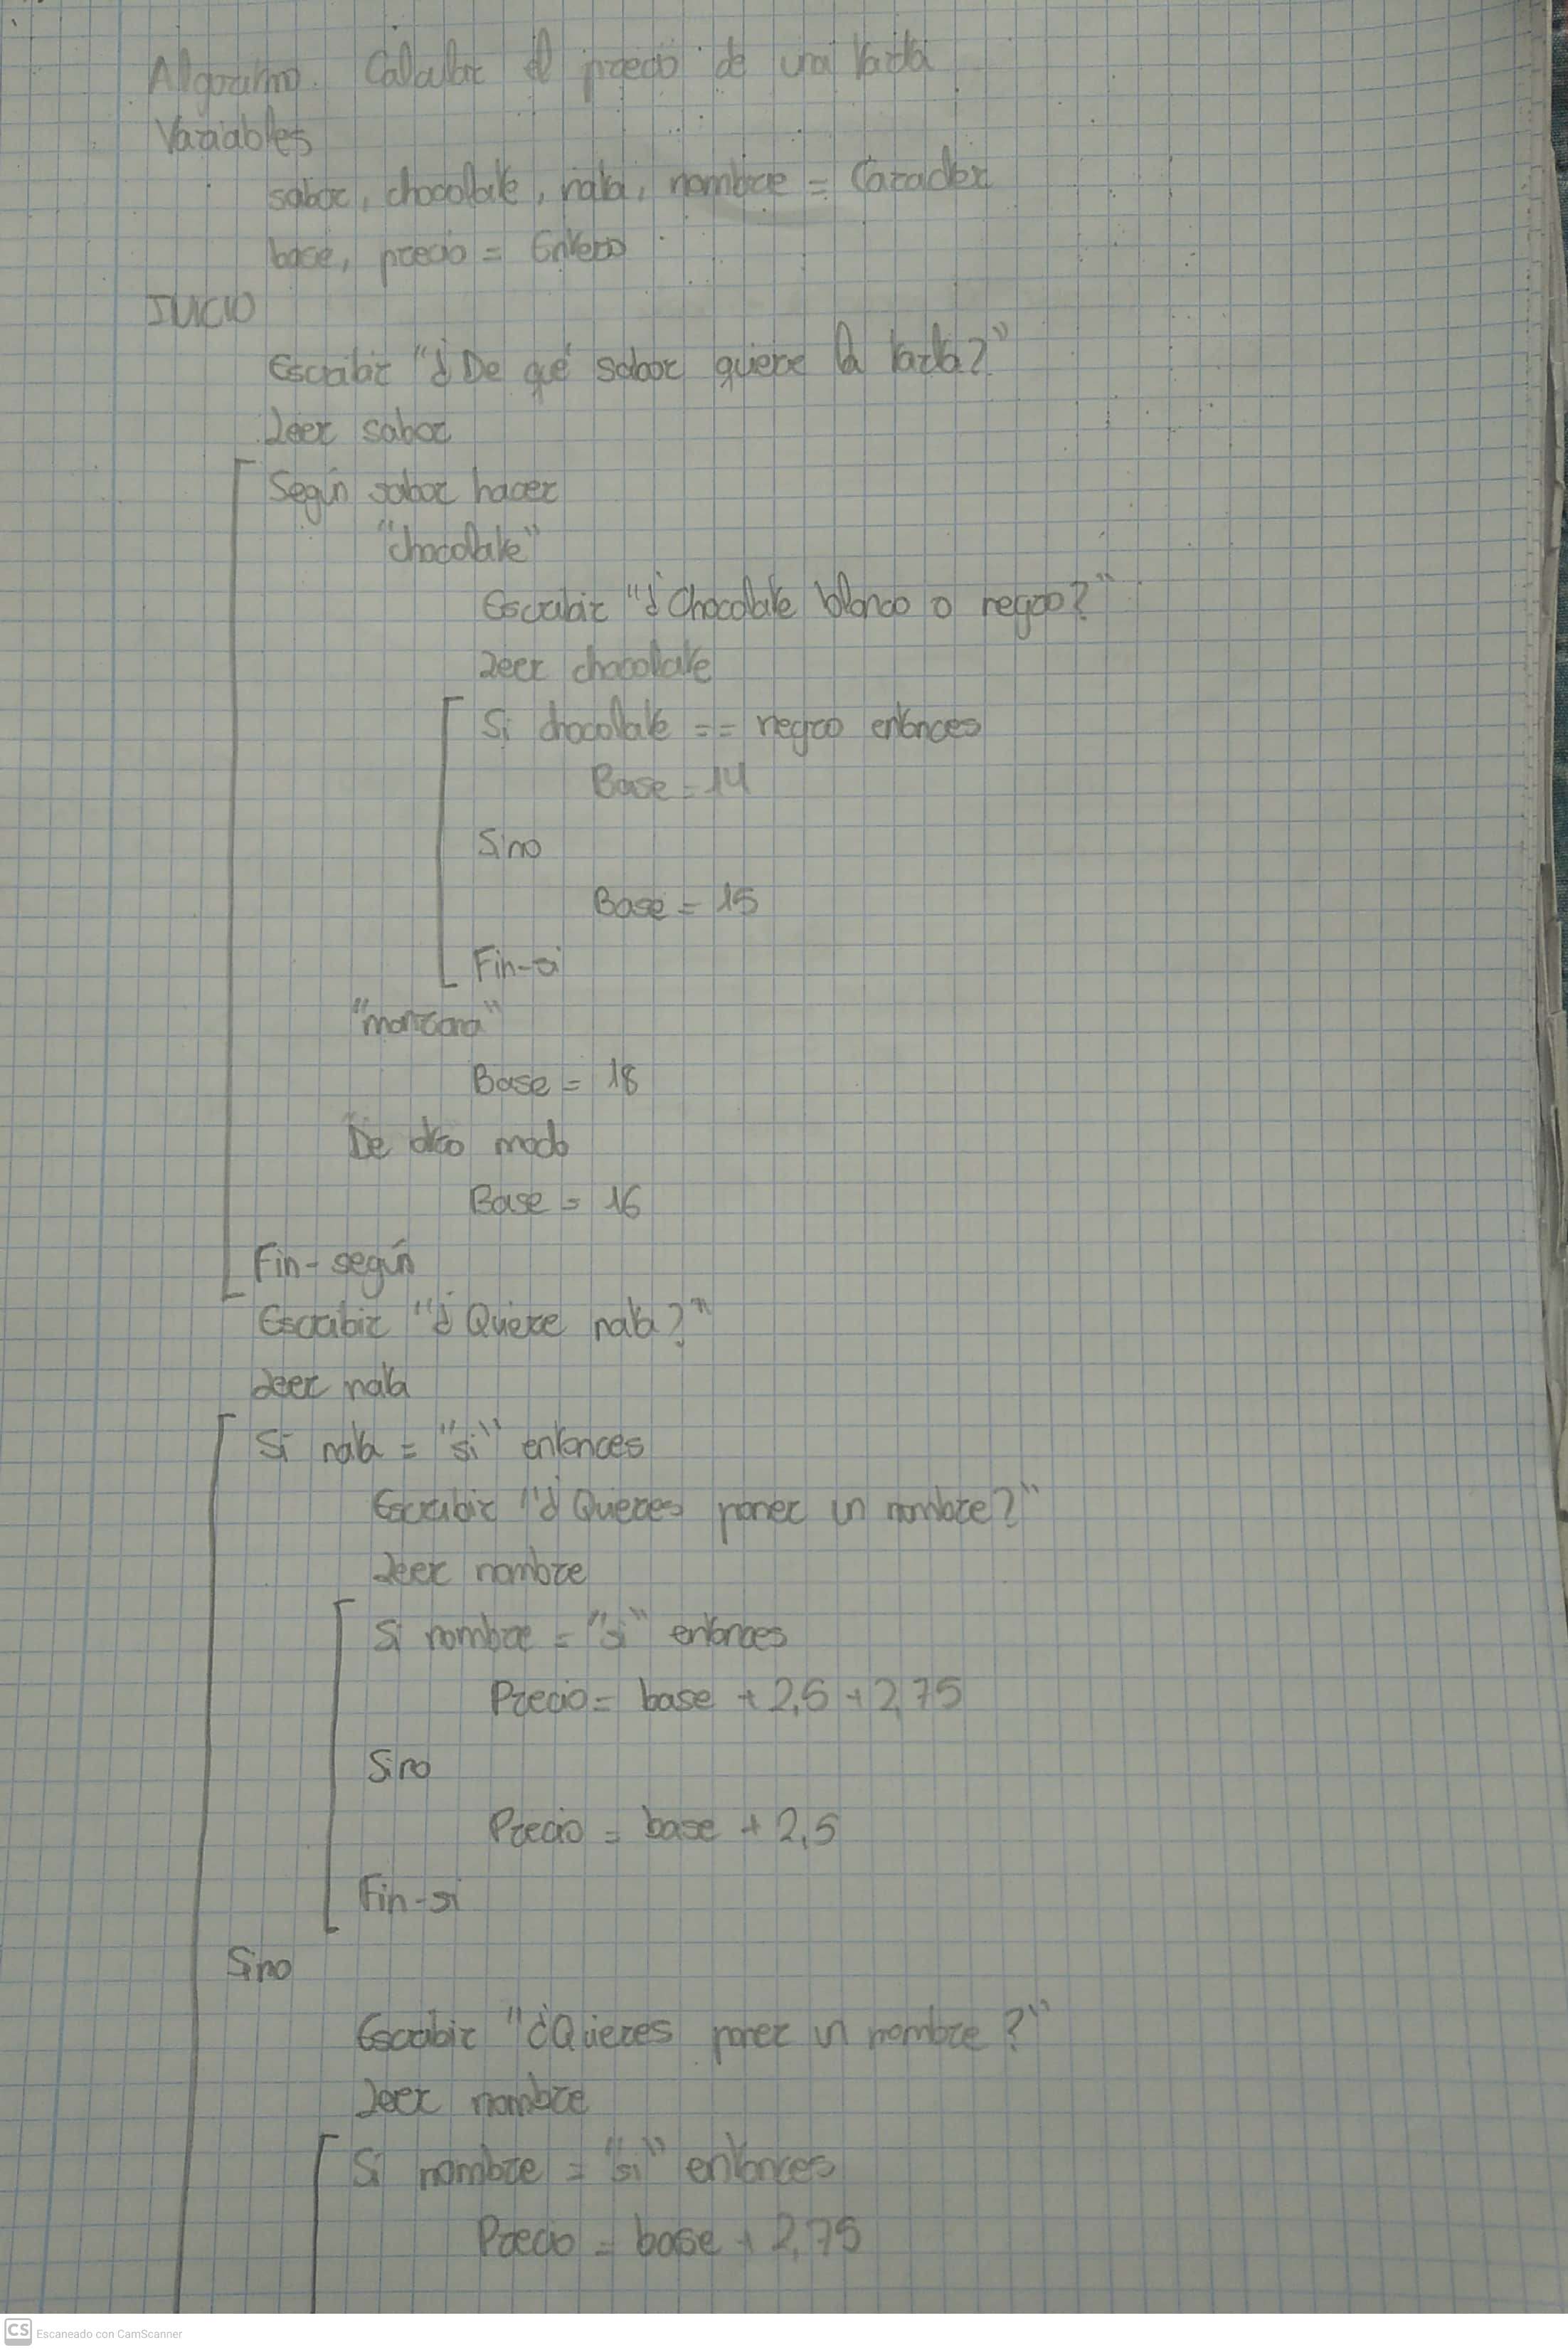 Algoritmo. Calcular el precio de una tarta
Variables
sabor, chocolate, nata, nombre = Caracter
base, precio = Entero
INICIO
Escribir "¿De qué sabor quiere la tarta?"
Leer sabor
Según sabor hacer
"chocolate"
Escribir "¿Chocolate blanco o negro?"
Leer chocolate
Si chocolate == negro entonces
Base = 14
Sino
Base = 15
Fin-si
"manzana"
Base = 18
De otro modo
Base = 16
Fin-según
Escribir "¿Quiere nata?"
Leer nata
Si nata = "si" entonces
Escribir "¿Quieres poner un nombre?"
Leer nombre
Si nombre = "si" entonces
Precio = base + 2,5 + 2,75
Sino
Precio = base + 2,5
Fin-si
Sino
Escribir "¿Quieres poner un nombre?"
Leer nombre
Si nombre = "si" entonces
Precio = base + 2,75
CS Escaneado con CamScanner